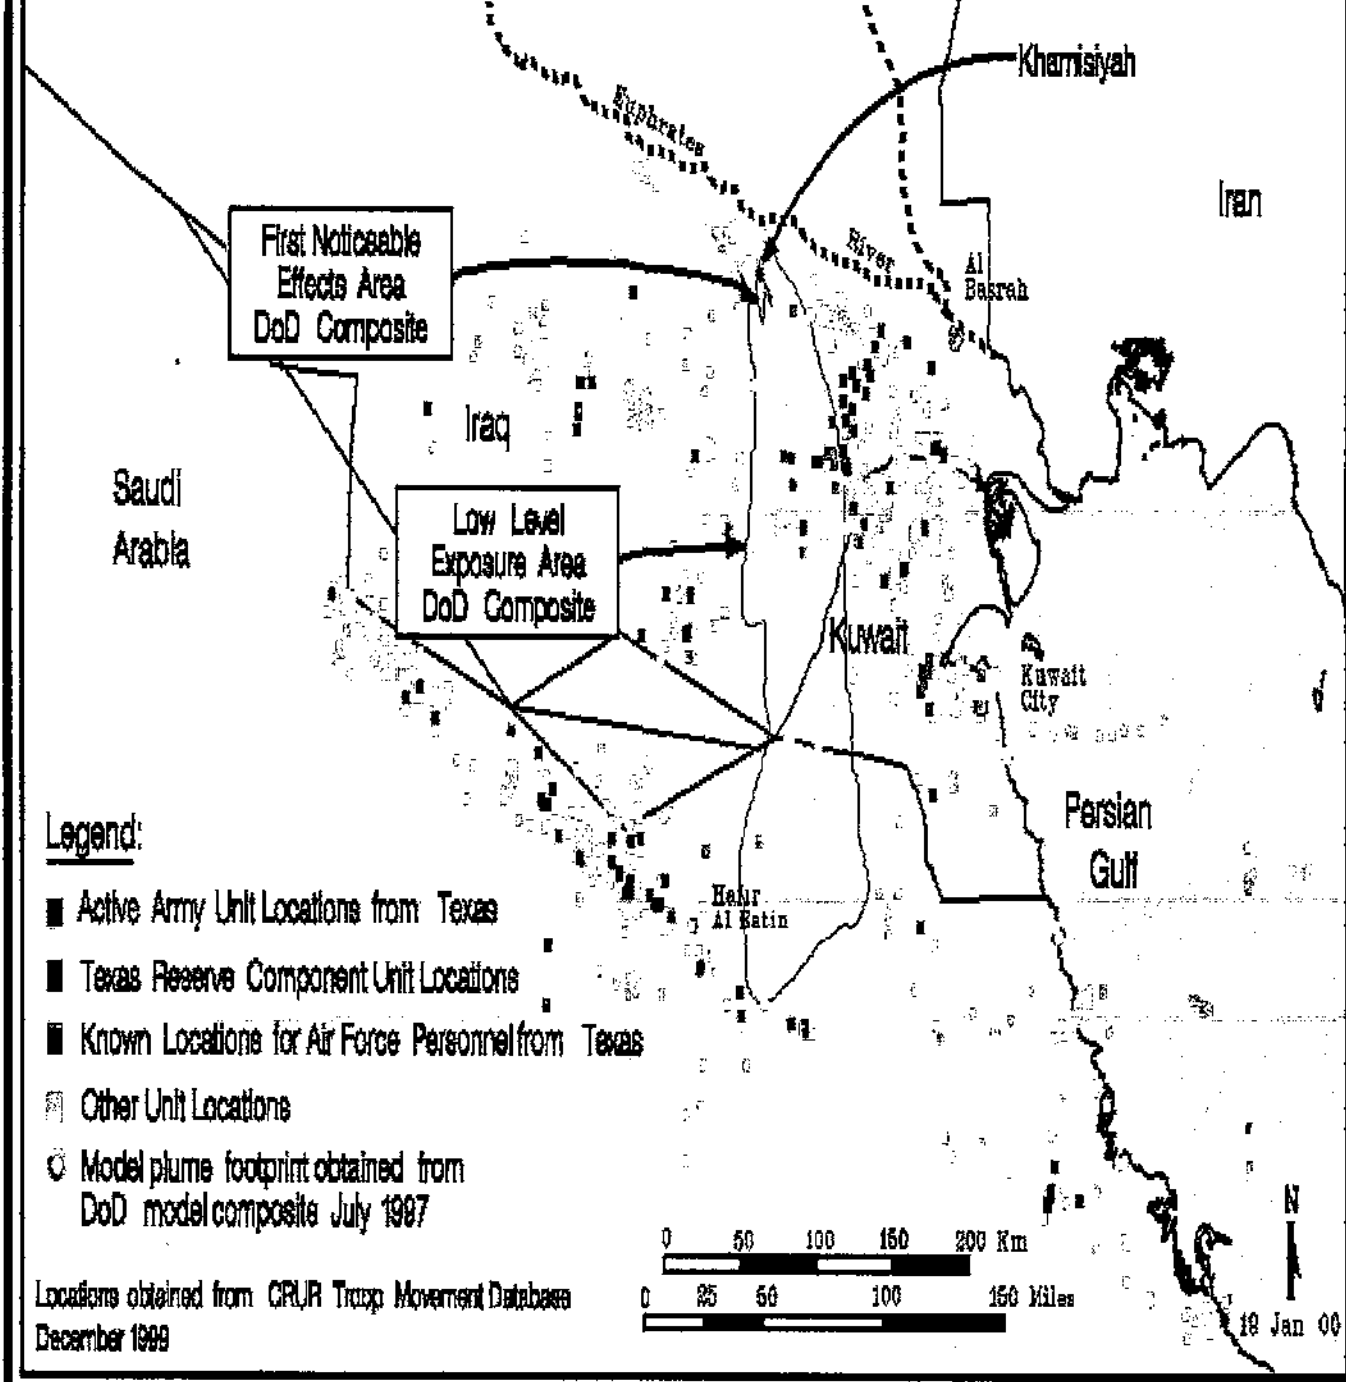 Khamisiyah
Euphrates
Iran
First Noticeable
Effects Area
DoD Composite
River
Al
Basrah
Iraq
Saudi
Arabia
Low Level
Exposure Area
DoD Composite
Kuwait
Kuwait
City
Persian
Gulf
Legend:
Hafir
Al Batin
Active Army Unit Locations from Texas
Texas Reserve Component Unit Locations
Known Locations for Air Force Personnel from Texas
Other Unit Locations
Model plume footprint obtained from
DoD model composite July 1997
N
0 50 100 150 200 Km
0 25 50 100 150 Miles
Locations obtained from CRUR Troop Movement Database
December 1999
19 Jan 00